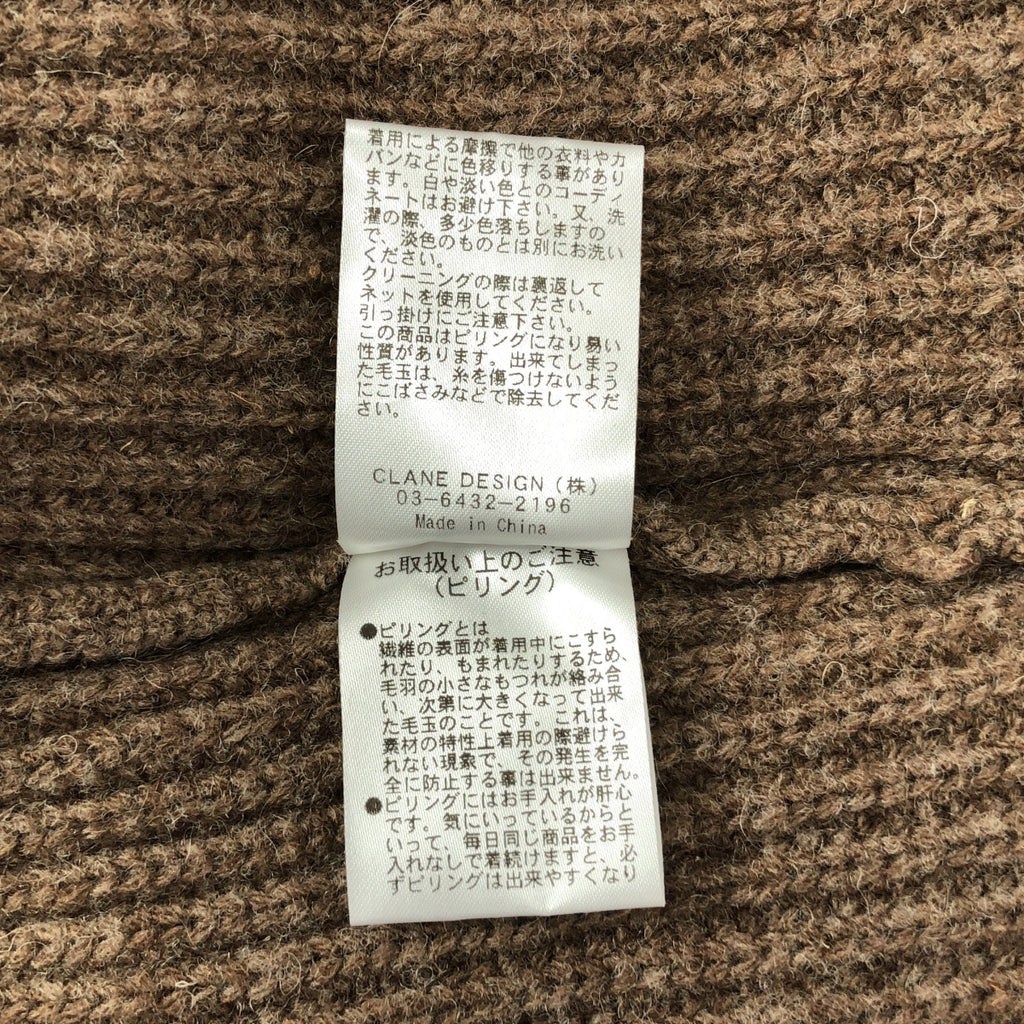 着用による摩擦で他の衣料やカ
バンなどに色移りする事があり
ます。白や淡い色とのコーディ
ネートはお避け下さい。又、洗
濯の際、多少色落ちしますの
で、淡色のものとは別にお洗い
ください。
クリーニングの際は裏返して
ネットを使用してください。
引っ掛けにご注意下さい。
この商品はピリングになり易い
性質があります。出来てしまっ
た毛玉は、糸を傷つけないよう
にこばさみなどで除去してくだ
さい。
CLANE DESIGN(株)
03-6432-2196
Made in China
お取扱い上のご注意
(ピリング)
●ピリングとは
繊維の表面が着用中にこすら
れたり、もまれたりするため、
毛羽の小さなもつれが絡み合
い、次第に大きくなって出来
た毛玉のことです。これは、
素材の特性上着用の際避けら
れない現象で、その発生を完
全に防止する事は出来ません。
●ピリングにはお手入れが肝心
です。気にいっているからと
いって、毎日同じ商品をお手
入れなしで着続けますと、必
ずピリングは出来やすくなり